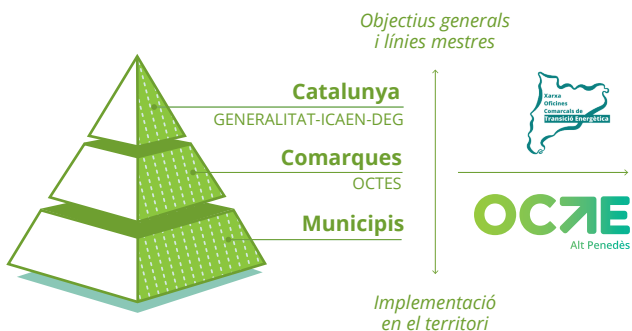 Objectius generals
i línies mestres
Catalunya
GENERALITAT-ICAEN-DEG
Comarques
OCTES
Municipis
Implementació
en el territori
Xarxa
Oficines
Comarcals de
Transició Energètica
OCTE
Alt Penedès